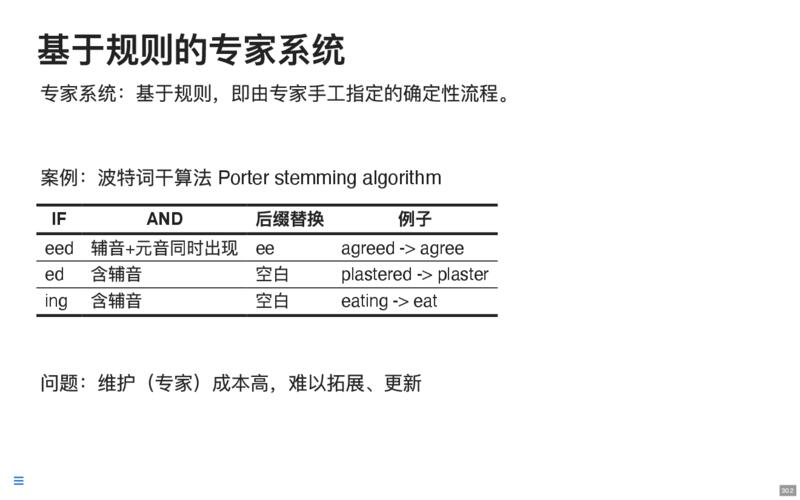 基于规则的专家系统
专家系统：基于规则，即由专家手工指定的确定性流程。
案例：波特词干算法 Porter stemming algorithm
IF AND 后缀替换 例子
eed 辅音+元音同时出现 ee agreed -> agree
ed 含辅音 空白 plastered -> plaster
ing 含辅音 空白 eating -> eat
问题：维护（专家）成本高，难以拓展、更新
30.2